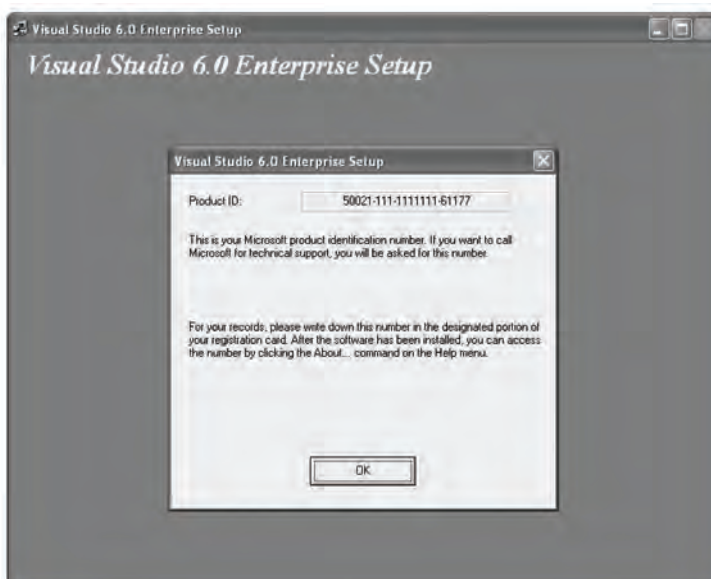 Visual Studio 6.0 Enterprise Setup
Visual Studio 6.0 Enterprise Setup
Visual Studio 6.0 Enterprise Setup
Product ID: 50021-111-1111111-61177
This is your Microsoft product identification number. If you want to call
Microsoft for technical support, you will be asked for this number.
For your records, please write down this number in the designated portion of
your registration card. After the software has been installed, you can access
the number by clicking the About... command on the Help menu.
OK